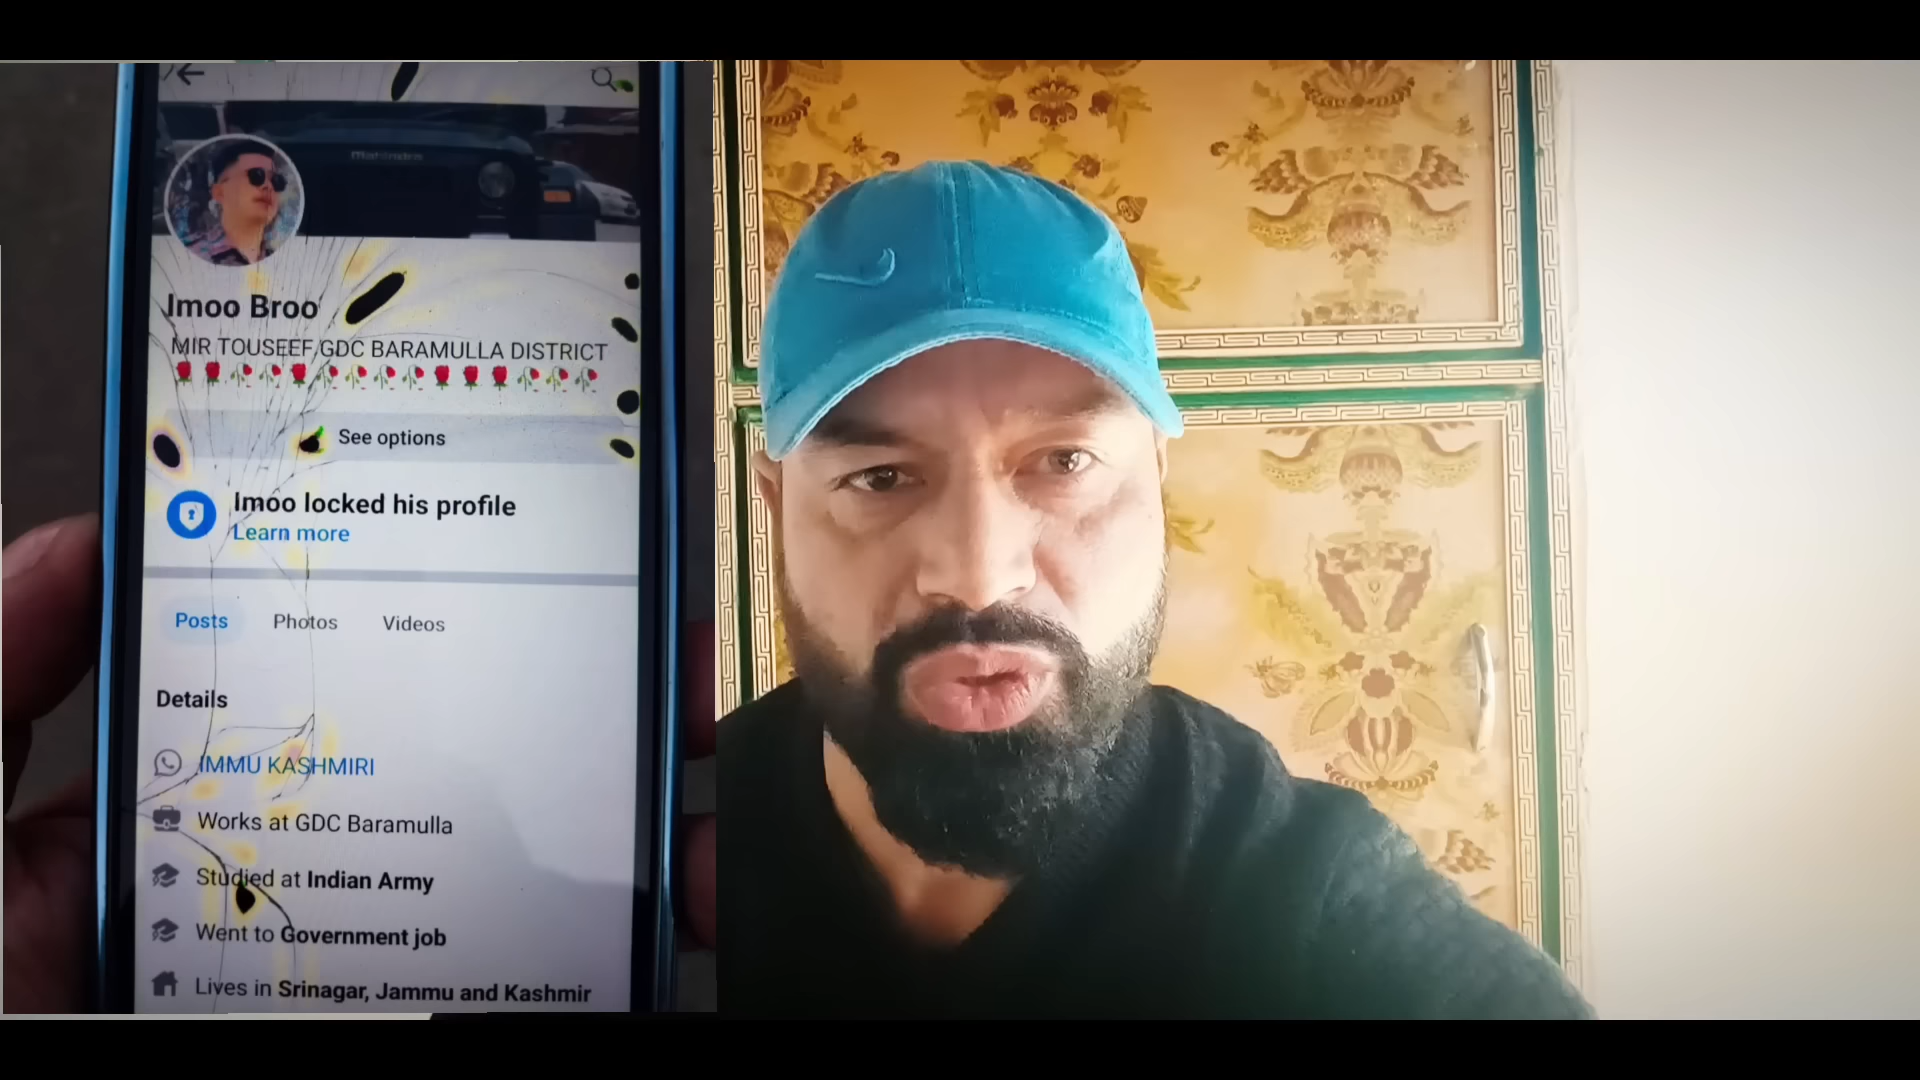 Mahindra
Imoo Broo
MIR TOUSEEF GDC BARAMULLA DISTRICT
🌹🌹🥀🥀🌹🥀🥀🥀🥀🌹🌹🌹🥀🥀🥀
See options
Imoo locked his profile
Learn more
Posts Photos Videos
Details
IMMU KASHMIRI
Works at GDC Baramulla
Studied at Indian Army
Went to Government job
Lives in Srinagar, Jammu and Kashmir